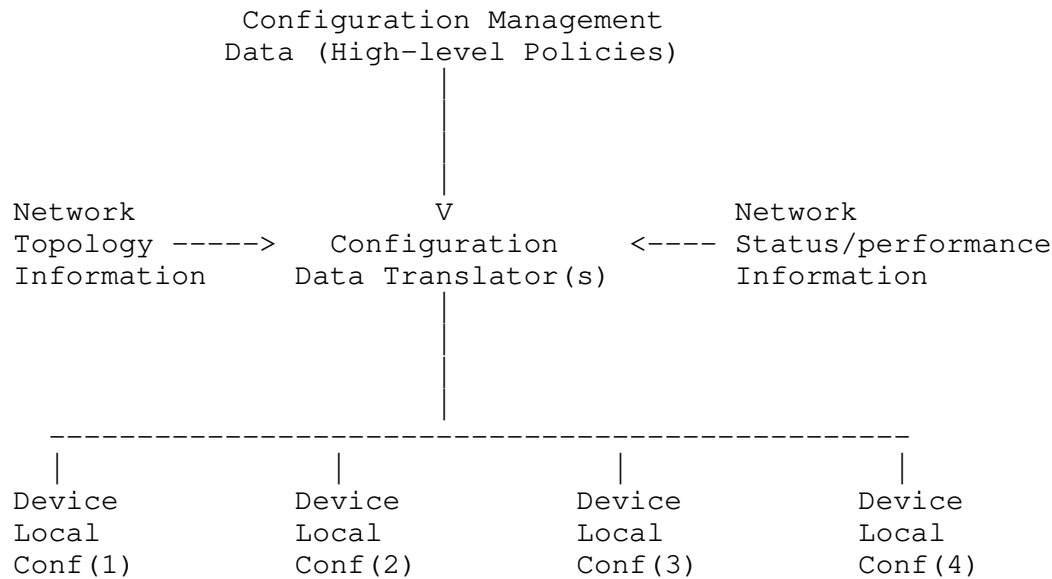 Configuration Management
Data (High-level Policies)
Network V Network
Topology -----> Configuration <---- Status/performance
Information Data Translator(s) Information
Device Device Device Device
Local Local Local Local
Conf(1) Conf(2) Conf(3) Conf(4)